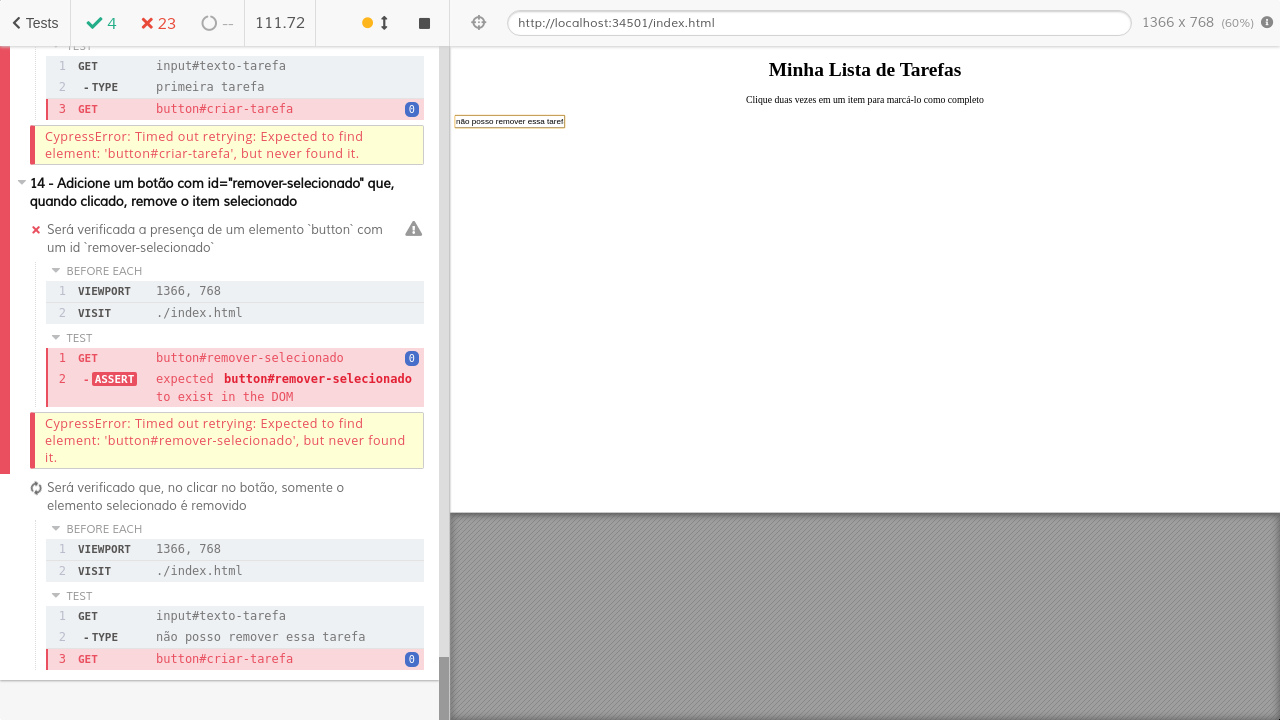 Tests 4 23 -- 111.72
TEST
1 GET input#texto-tarefa
2 -TYPE primeira tarefa
3 GET button#criar-tarefa 0
CypressError: Timed out retrying: Expected to find
element: 'button#criar-tarefa', but never found it.
14 - Adicione um botão com id="remover-selecionado" que,
quando clicado, remove o item selecionado
Será verificada a presença de um elemento `button` com
um id `remover-selecionado`
BEFORE EACH
1 VIEWPORT 1366, 768
2 VISIT ./index.html
TEST
1 GET button#remover-selecionado 0
2 -ASSERT expected button#remover-selecionado
to exist in the DOM
CypressError: Timed out retrying: Expected to find
element: 'button#remover-selecionado', but never found
it.
Será verificado que, no clicar no botão, somente o
elemento selecionado é removido
BEFORE EACH
1 VIEWPORT 1366, 768
2 VISIT ./index.html
TEST
1 GET input#texto-tarefa
2 -TYPE não posso remover essa tarefa
3 GET button#criar-tarefa 0
http://localhost:34501/index.html 1366 x 768 (60%)
Minha Lista de Tarefas
Clique duas vezes em um item para marcá-lo como completo
não posso remover essa taref